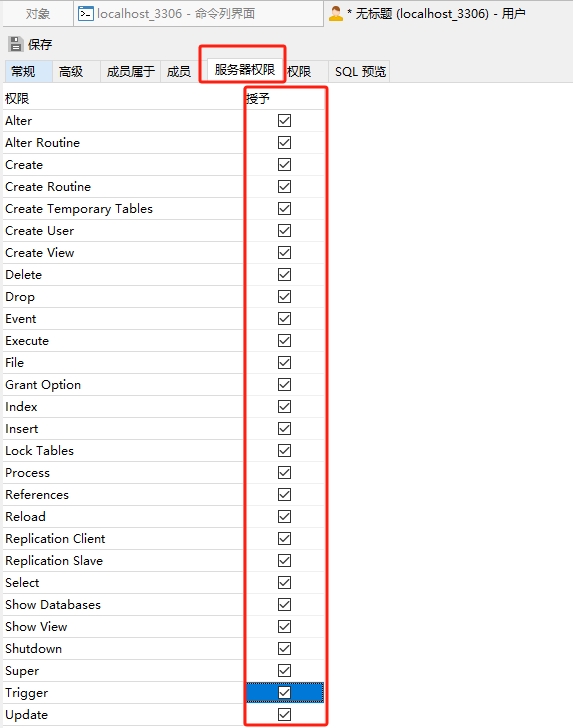 对象 localhost_3306 - 命令列界面 * 无标题 (localhost_3306) - 用户
保存
常规 高级 成员属于 成员 服务器权限 权限 SQL 预览
权限 授予
Alter
Alter Routine
Create
Create Routine
Create Temporary Tables
Create User
Create View
Delete
Drop
Event
Execute
File
Grant Option
Index
Insert
Lock Tables
Process
References
Reload
Replication Client
Replication Slave
Select
Show Databases
Show View
Shutdown
Super
Trigger
Update